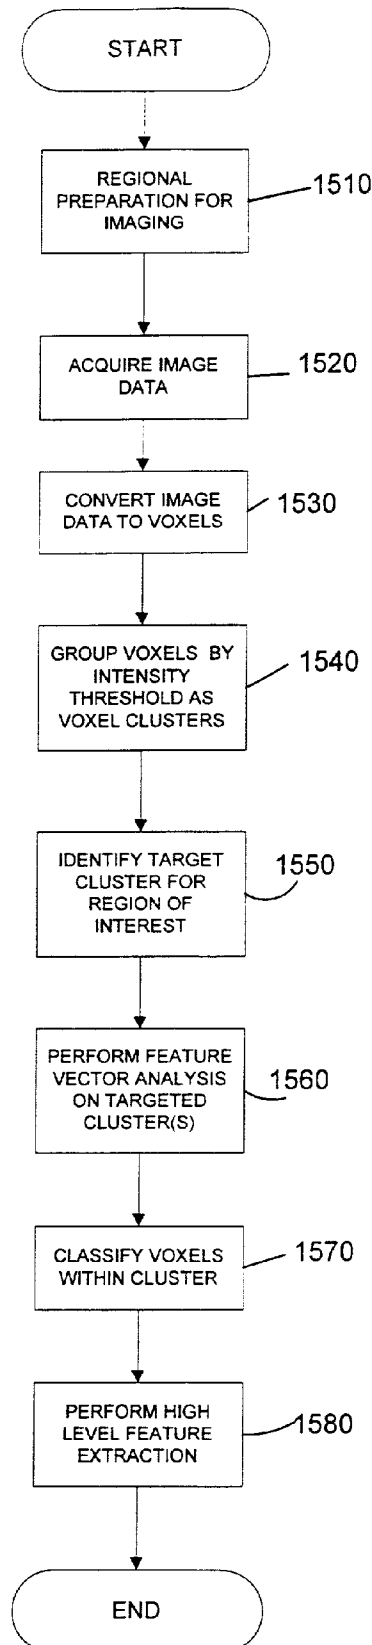 START
REGIONAL
PREPARATION FOR
IMAGING
1510
ACQUIRE IMAGE
DATA
1520
CONVERT IMAGE
DATA TO VOXELS
1530
GROUP VOXELS BY
INTENSITY
THRESHOLD AS
VOXEL CLUSTERS
1540
IDENTIFY TARGET
CLUSTER FOR
REGION OF
INTEREST
1550
PERFORM FEATURE
VECTOR ANALYSIS
ON TARGETED
CLUSTER(S)
1560
CLASSIFY VOXELS
WITHIN CLUSTER
1570
PERFORM HIGH
LEVEL FEATURE
EXTRACTION
1580
END